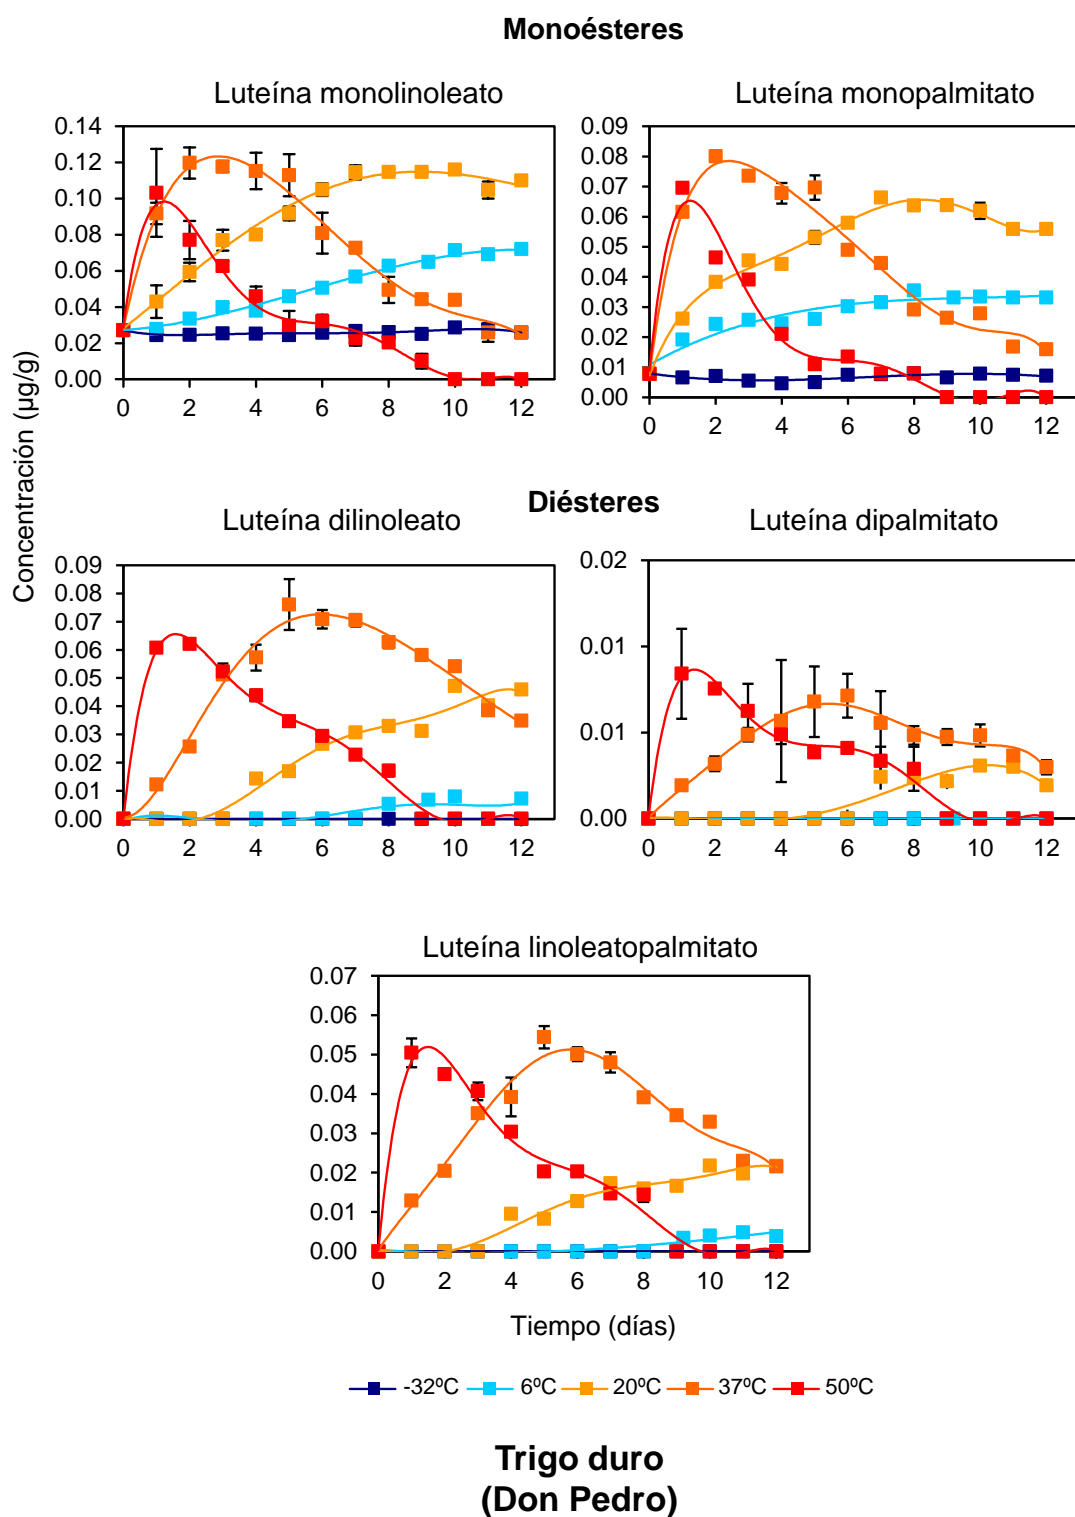 Monoésteres
Luteína monolinoleato
Luteína monopalmitato
0.14
0.12
0.10
0.08
0.06
0.04
0.02
0.00
0 2 4 6 8 10 12
0.09
0.08
0.07
0.06
0.05
0.04
0.03
0.02
0.01
0.00
0 2 4 6 8 10 12
Concentración (µg/g)
Diésteres
Luteína dilinoleato
Luteína dipalmitato
0.09
0.08
0.07
0.06
0.05
0.04
0.03
0.02
0.01
0.00
0 2 4 6 8 10 12
0.02
0.01
0.01
0.00
0 2 4 6 8 10 12
Luteína linoleatopalmitato
0.07
0.06
0.05
0.04
0.03
0.02
0.01
0.00
0 2 4 6 8 10 12
Tiempo (días)
-32ºC 6ºC 20ºC 37ºC 50ºC
Trigo duro
(Don Pedro)